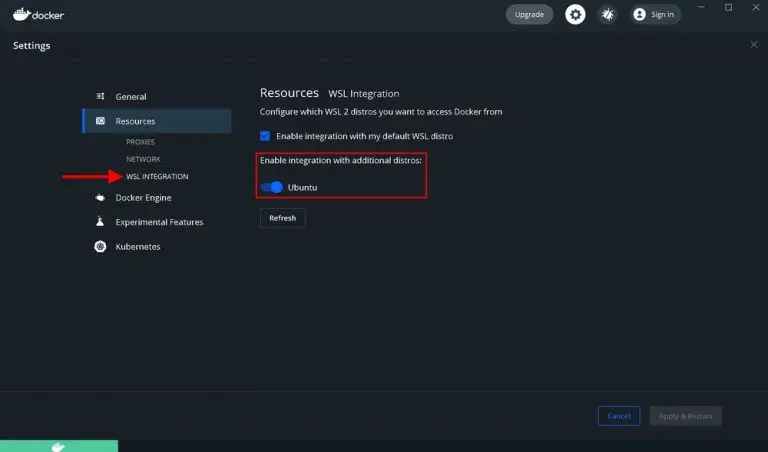 docker
Upgrade
Sign in
Settings
General
Resources
PROXIES
NETWORK
WSL INTEGRATION
Docker Engine
Experimental Features
Kubernetes
Resources WSL Integration
Configure which WSL 2 distros you want to access Docker from
Enable integration with my default WSL distro
Enable integration with additional distros:
Ubuntu
Refresh
Cancel
Apply & Restart